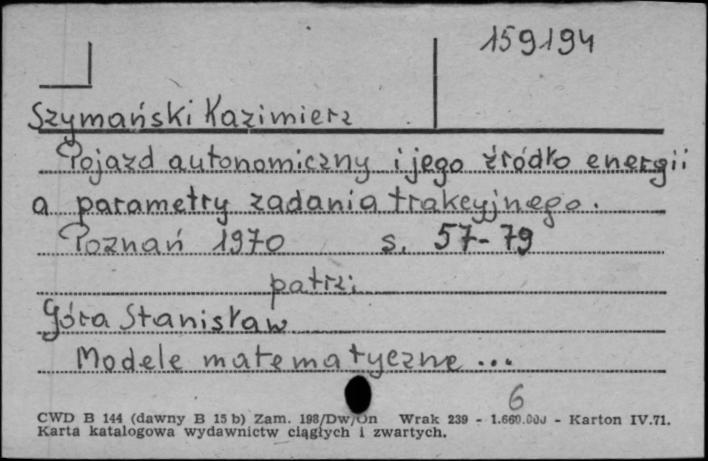 159194
Szymański Kazimierz
Pojazd autonomiczny i jego źródło energii
a parametry zadania trakcyjnego.
Poznań 1970 s. 57-79
patrz:
Góra Stanisław
Modele matematyczne ...
6
CWD B 144 (dawny B 15 b) Zam. 198/Dw/Un Wrak 239 - 1.660.000 - Karton IV.71.
Karta katalogowa wydawnictw ciągłych i zwartych.